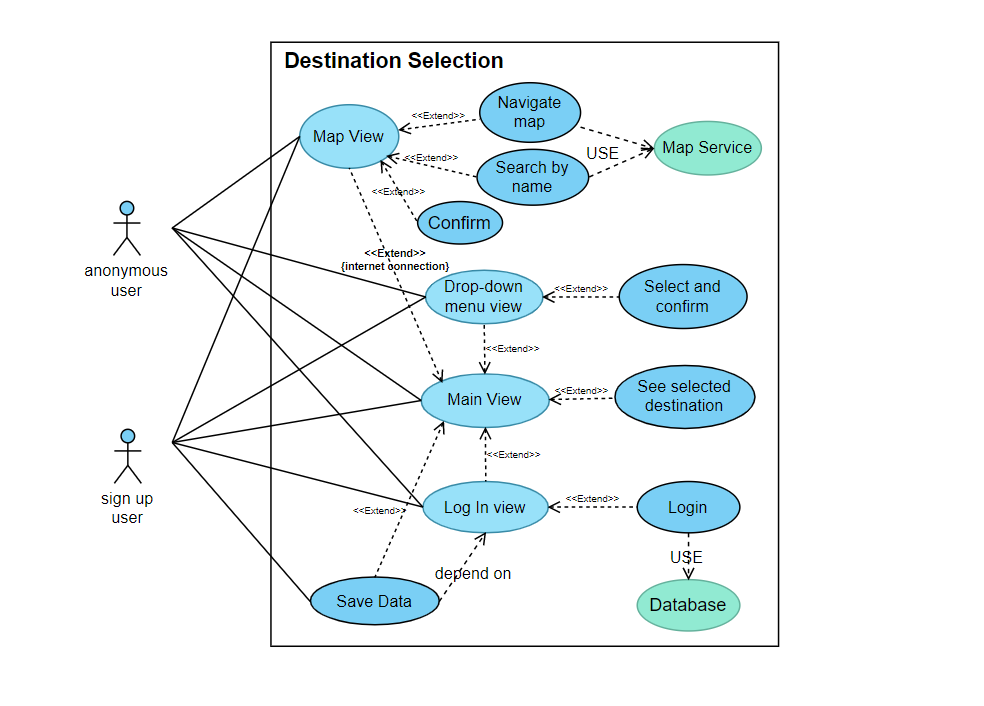 Destination Selection
Navigate
map
<<Extend>>
Map View
USE
Map Service
<<Extend>>
Search by
name
<<Extend>>
Confirm
anonymous
user
<<Extend>>
{internet connection}
Drop-down
menu view
<<Extend>>
Select and
confirm
<<Extend>>
Main View
<<Extend>>
See selected
destination
<<Extend>>
sign up
user
<<Extend>>
Log In view
<<Extend>>
Login
USE
depend on
Save Data
Database